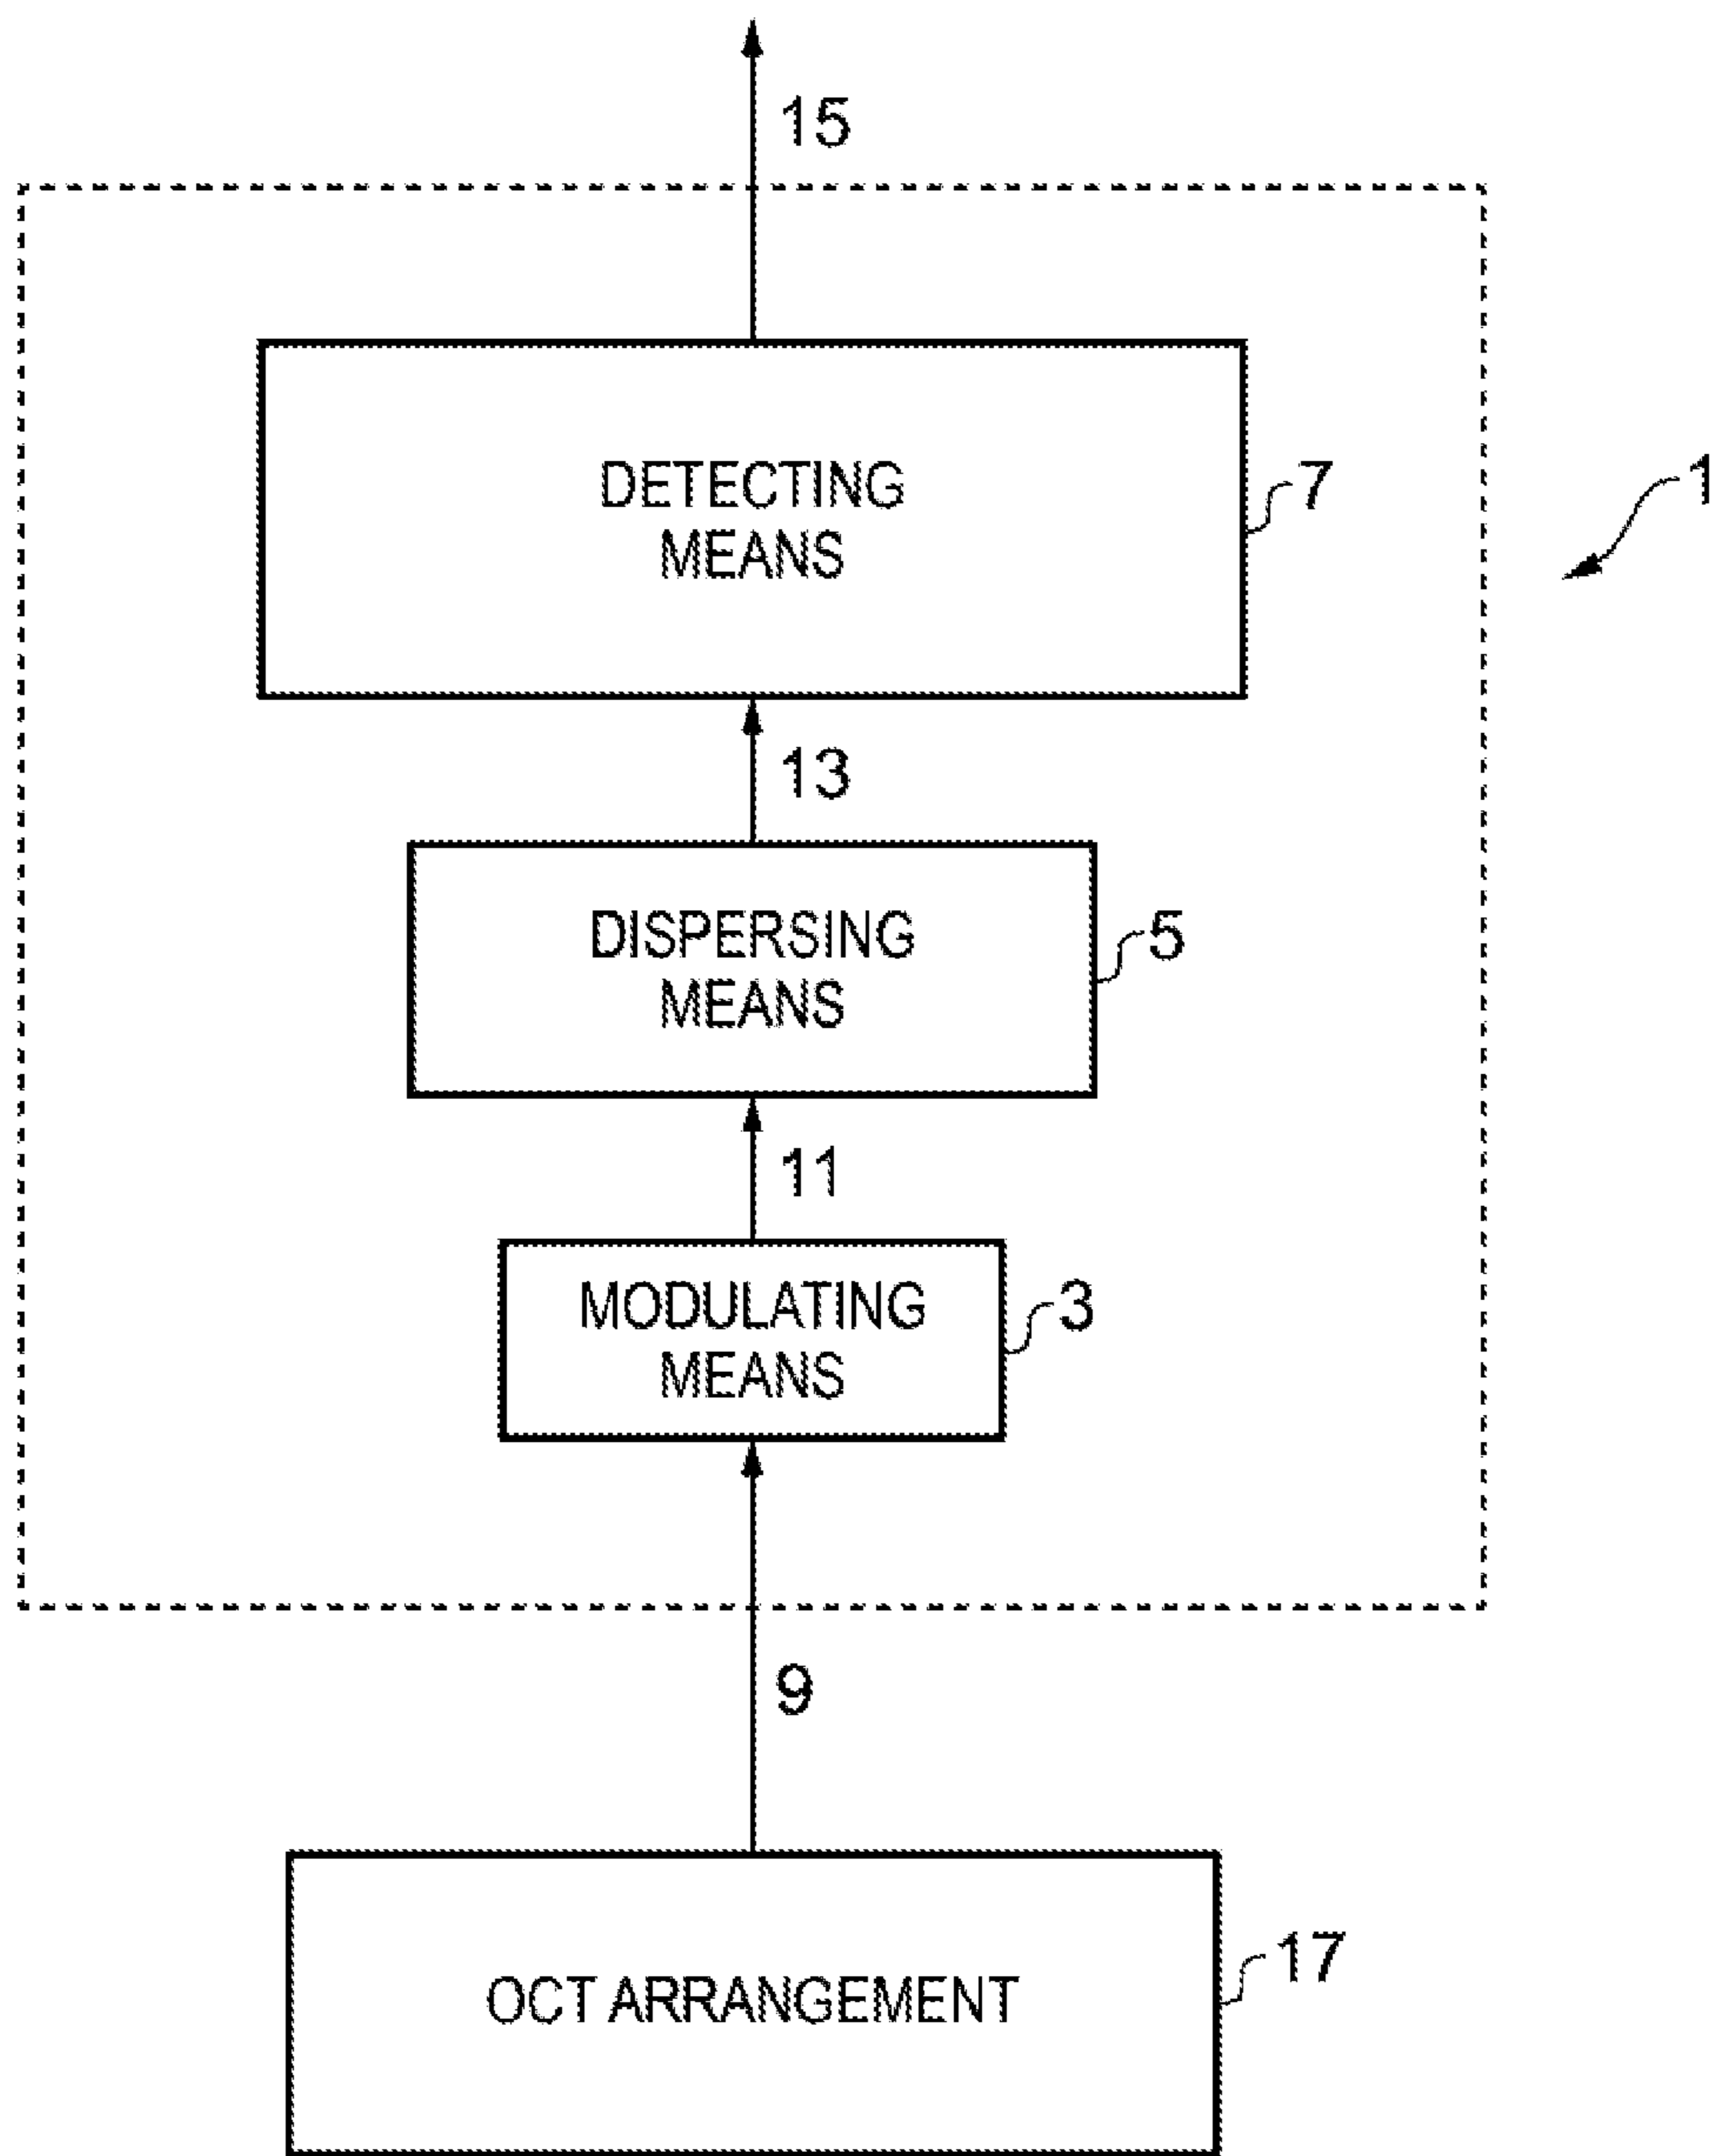 15
DETECTING
MEANS
7
1
13
DISPERSING
MEANS
5
11
MODULATING
MEANS
3
9
OCT ARRANGEMENT
17